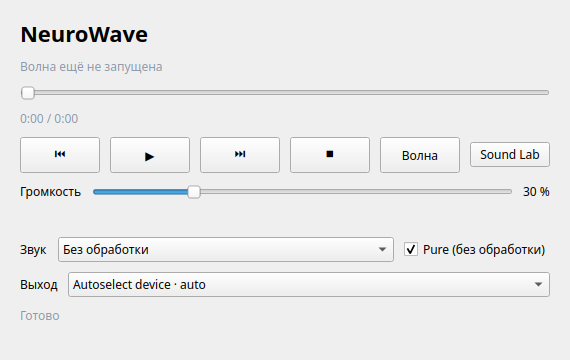 NeuroWave
Волна ещё не запущена
0:00 / 0:00
⏮ ▶ ⏭ ■ Волна Sound Lab
Громкость 30 %
Звук Без обработки Pure (без обработки)
Выход Autoselect device · auto
Готово